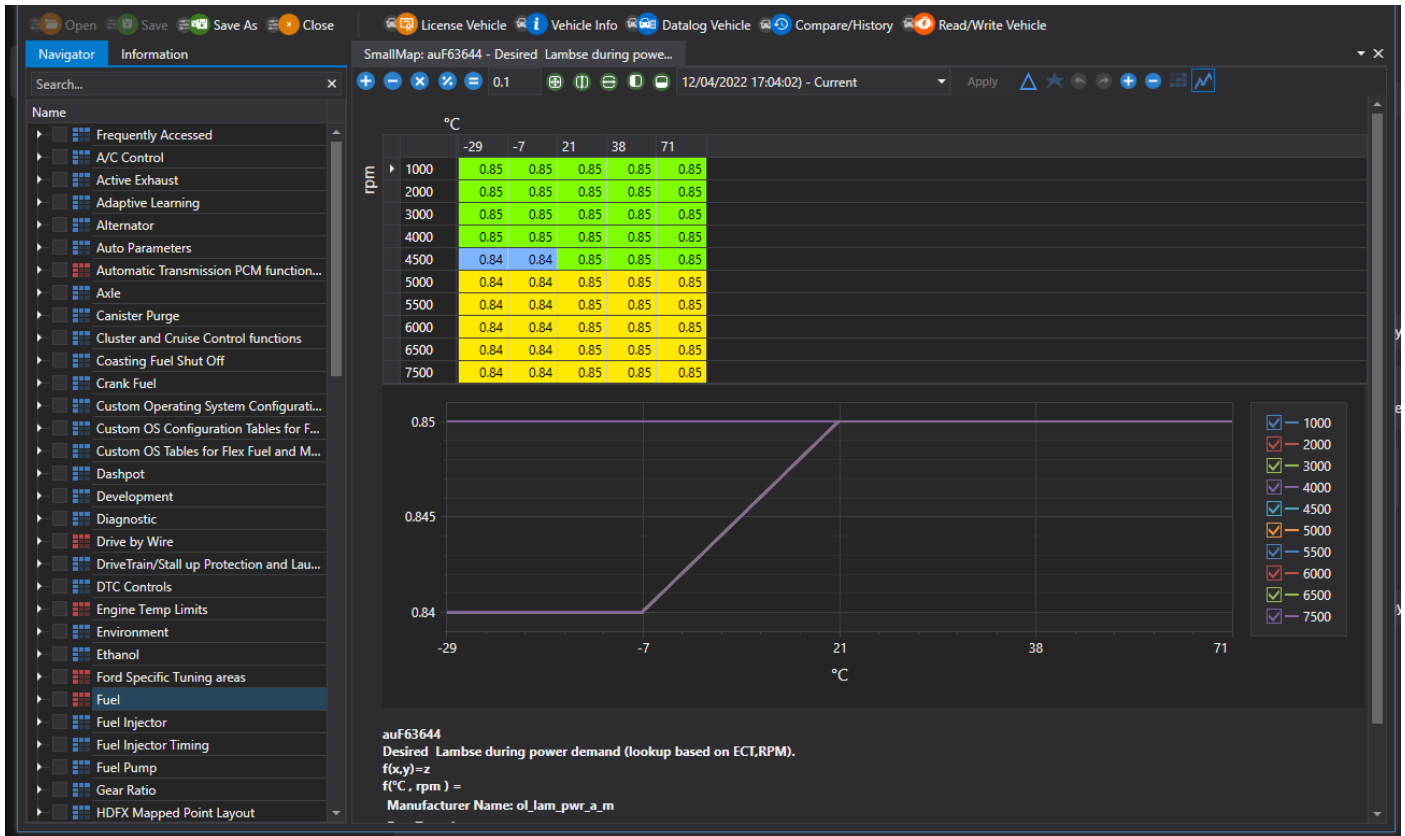 Open Save Save As Close License Vehicle Vehicle Info Datalog Vehicle Compare/History Read/Write Vehicle
Navigator Information SmallMap: auF63644 - Desired  Lambse during powe...
Search... 0.1 12/04/2022 17:04:02) - Current Apply
Name
Frequently Accessed
A/C Control
Active Exhaust
Adaptive Learning
Alternator
Auto Parameters
Automatic Transmission PCM function...
Axle
Canister Purge
Cluster and Cruise Control functions
Coasting Fuel Shut Off
Crank Fuel
Custom Operating System Configurati...
Custom OS Configuration Tables for F...
Custom OS Tables for Flex Fuel and M...
Dashpot
Development
Diagnostic
Drive by Wire
DriveTrain/Stall up Protection and Lau...
DTC Controls
Engine Temp Limits
Environment
Ethanol
Ford Specific Tuning areas
Fuel
Fuel Injector
Fuel Injector Timing
Fuel Pump
Gear Ratio
HDFX Mapped Point Layout
°C
-29 -7 21 38 71
rpm
1000 0.85 0.85 0.85 0.85 0.85
2000 0.85 0.85 0.85 0.85 0.85
3000 0.85 0.85 0.85 0.85 0.85
4000 0.85 0.85 0.85 0.85 0.85
4500 0.84 0.84 0.85 0.85 0.85
5000 0.84 0.84 0.85 0.85 0.85
5500 0.84 0.84 0.85 0.85 0.85
6000 0.84 0.84 0.85 0.85 0.85
6500 0.84 0.84 0.85 0.85 0.85
7500 0.84 0.84 0.85 0.85 0.85
0.85
0.845
0.84
-29 -7 21 38 71
°C
1000
2000
3000
4000
4500
5000
5500
6000
6500
7500
auF63644
Desired  Lambse during power demand (lookup based on ECT,RPM).
f(x,y)=z
f(°C , rpm ) =
Manufacturer Name: ol_lam_pwr_a_m